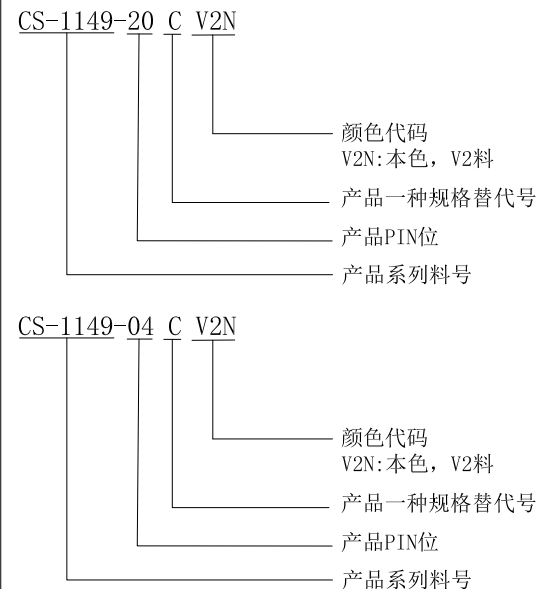 CS-1149-20 C V2N
颜色代码
V2N:本色，V2料
产品一种规格替代号
产品PIN位
产品系列料号
CS-1149-04 C V2N
颜色代码
V2N:本色，V2料
产品一种规格替代号
产品PIN位
产品系列料号